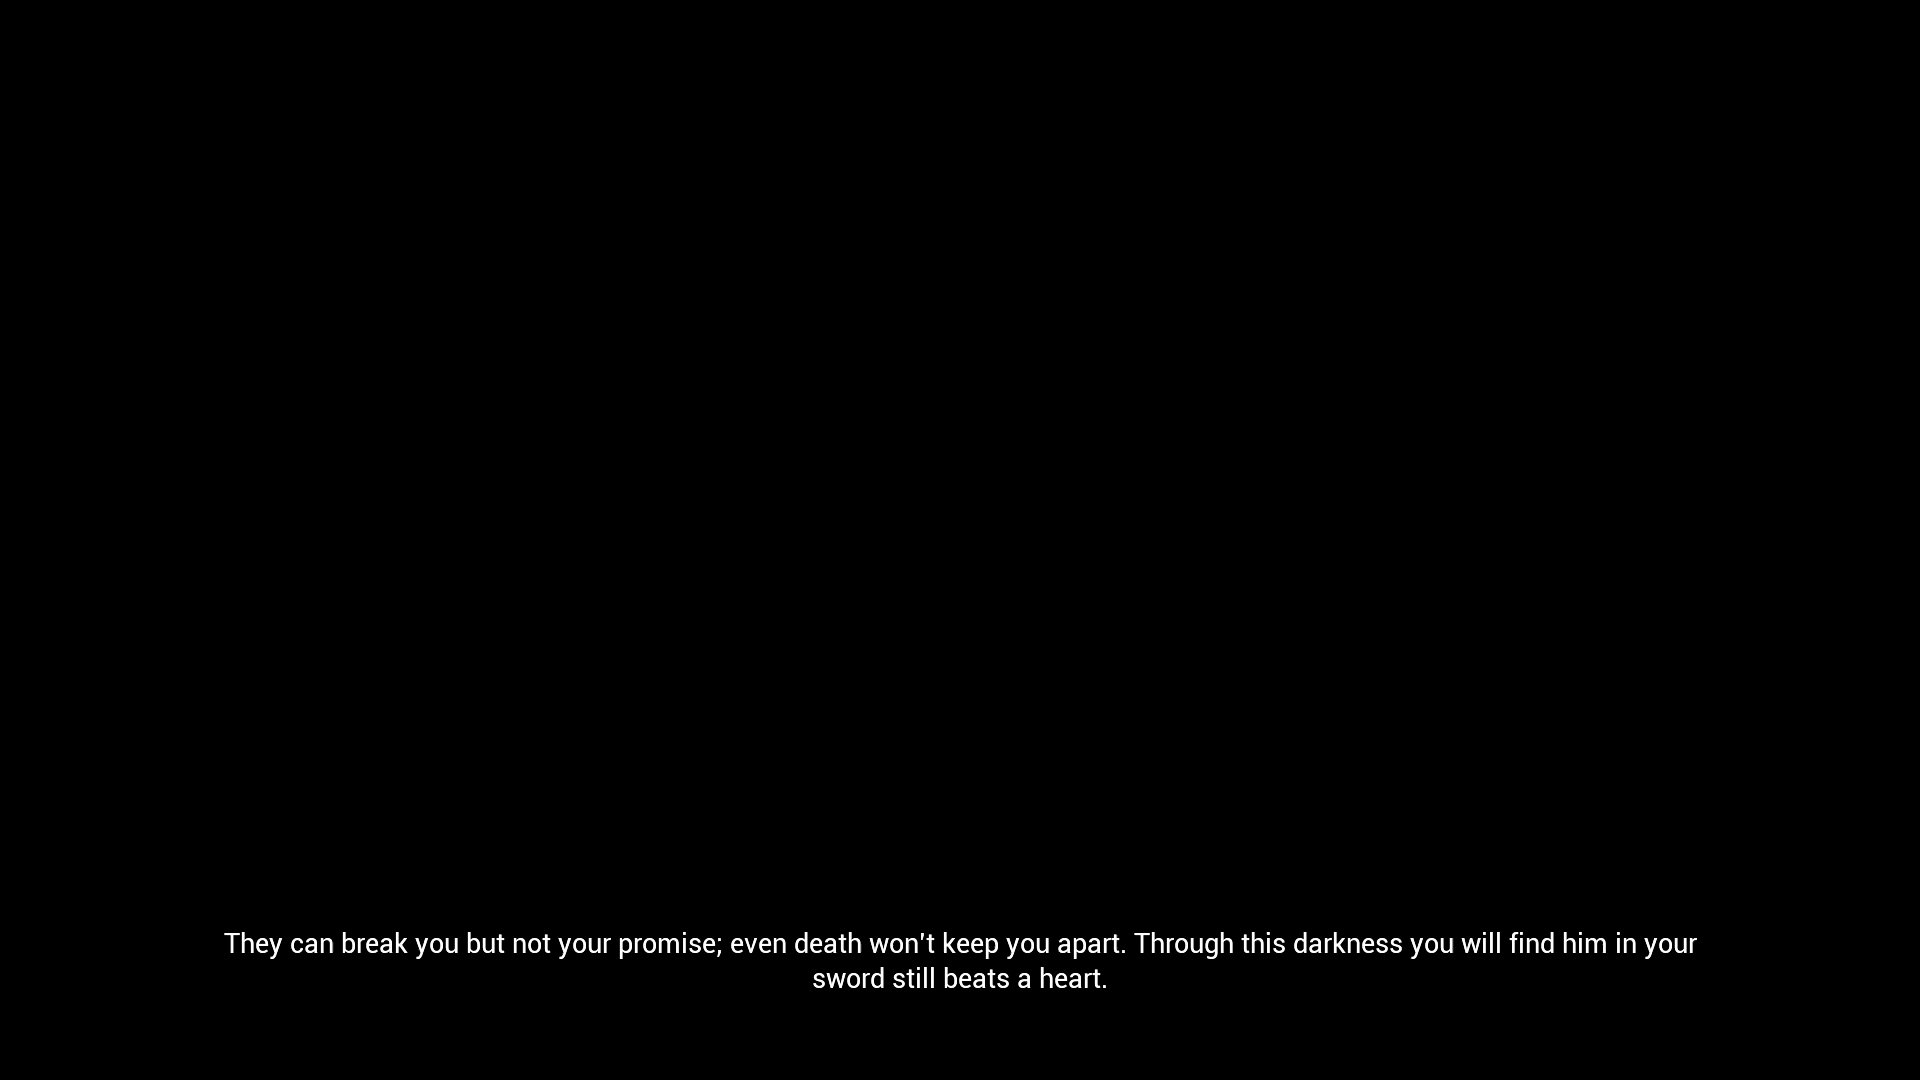 They can break you but not your promise; even death won't keep you apart. Through this darkness you will find him in your
sword still beats a heart.